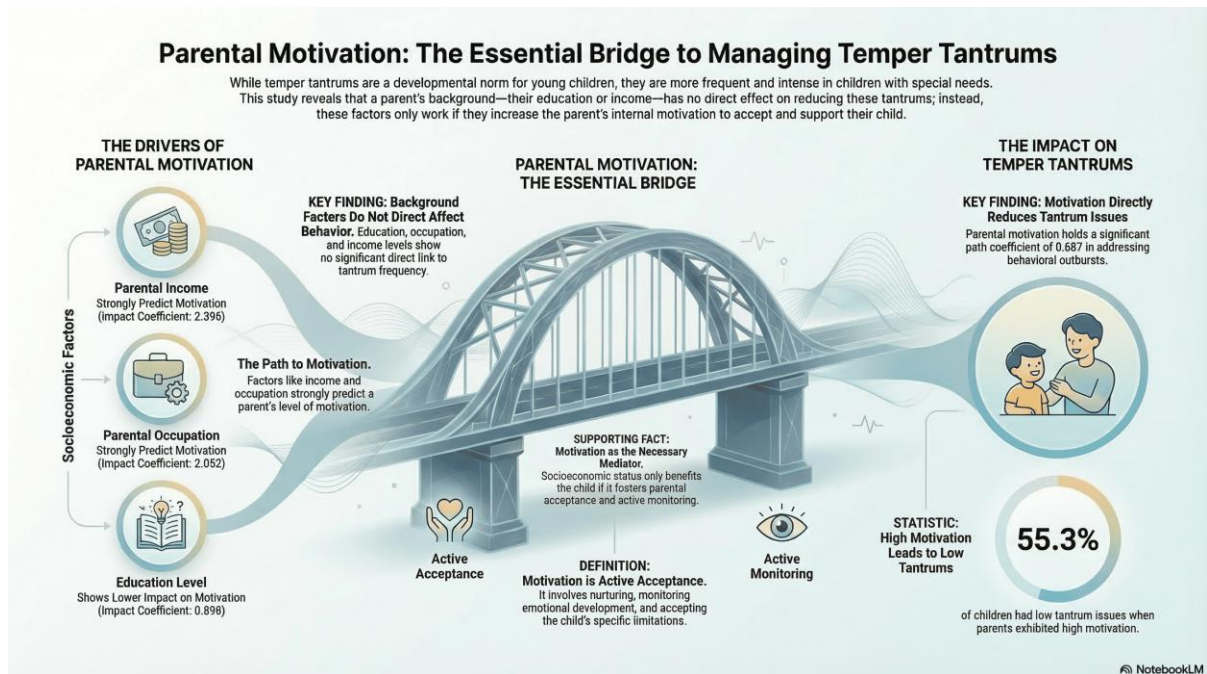 Parental Motivation: The Essential Bridge to Managing Temper Tantrums
While temper tantrums are a developmental norm for young children, they are more frequent and intense in children with special needs.
This study reveals that a parent's background—their education or income—has no direct effect on reducing these tantrums; instead,
these factors only work if they increase the parent's internal motivation to accept and support their child.
THE DRIVERS OF
PARENTAL MOTIVATION
Socioeconomic Factors
Parental Income
Strongly Predict Motivation
(impact Coefficient: 2.396)
Parental Occupation
Strongly Predict Motivation
(Impact Coefficient: 2.052)
Education Level
Shows Lower Impact on Motivation
(Impact Coefficient: 0.898)
KEY FINDING: Background
Factors Do Not Direct Affect
Behavior. Education, occupation,
and income levels show
no significant direct link to
tantrum frequency.
The Path to Motivation.
Factors like income and
occupation strongly predict a
parent's level of motivation.
PARENTAL MOTIVATION:
THE ESSENTIAL BRIDGE
SUPPORTING FACT:
Motivation as the Necessary
Mediator.
Socioeconomic status only benefits
the child if it fosters parental
acceptance and active monitoring.
Active
Acceptance
DEFINITION:
Motivation is Active Acceptance.
It involves nurturing, monitoring
emotional development, and accepting
the child's specific iimitations.
Active
Monitoring
THE IMPACT ON
TEMPER TANTRUMS
KEY FINDING: Motivation Directly
Reduces Tantrum Issues
Parental motivation holds a significant
path coefficient of 0.687 in addressing
behavioral outbursts.
STATISTIC:
High Motivation
Leads to Low
Tantrums
55.3%
of children had low tantrum issues when
parents exhibited high motivation.
NotebookLM